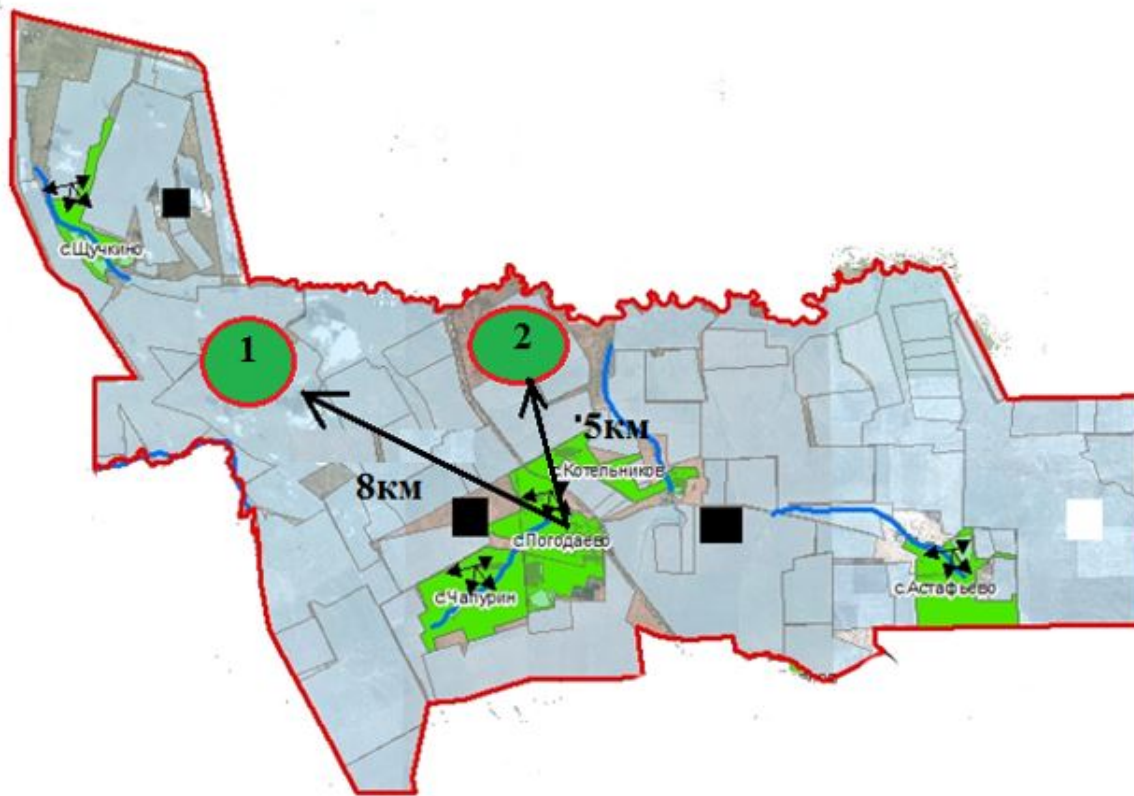 с.Щучкино
1
2
5км
с.Котельников
8км
с.Погодаево
с.Чапурин
с.Астафьево